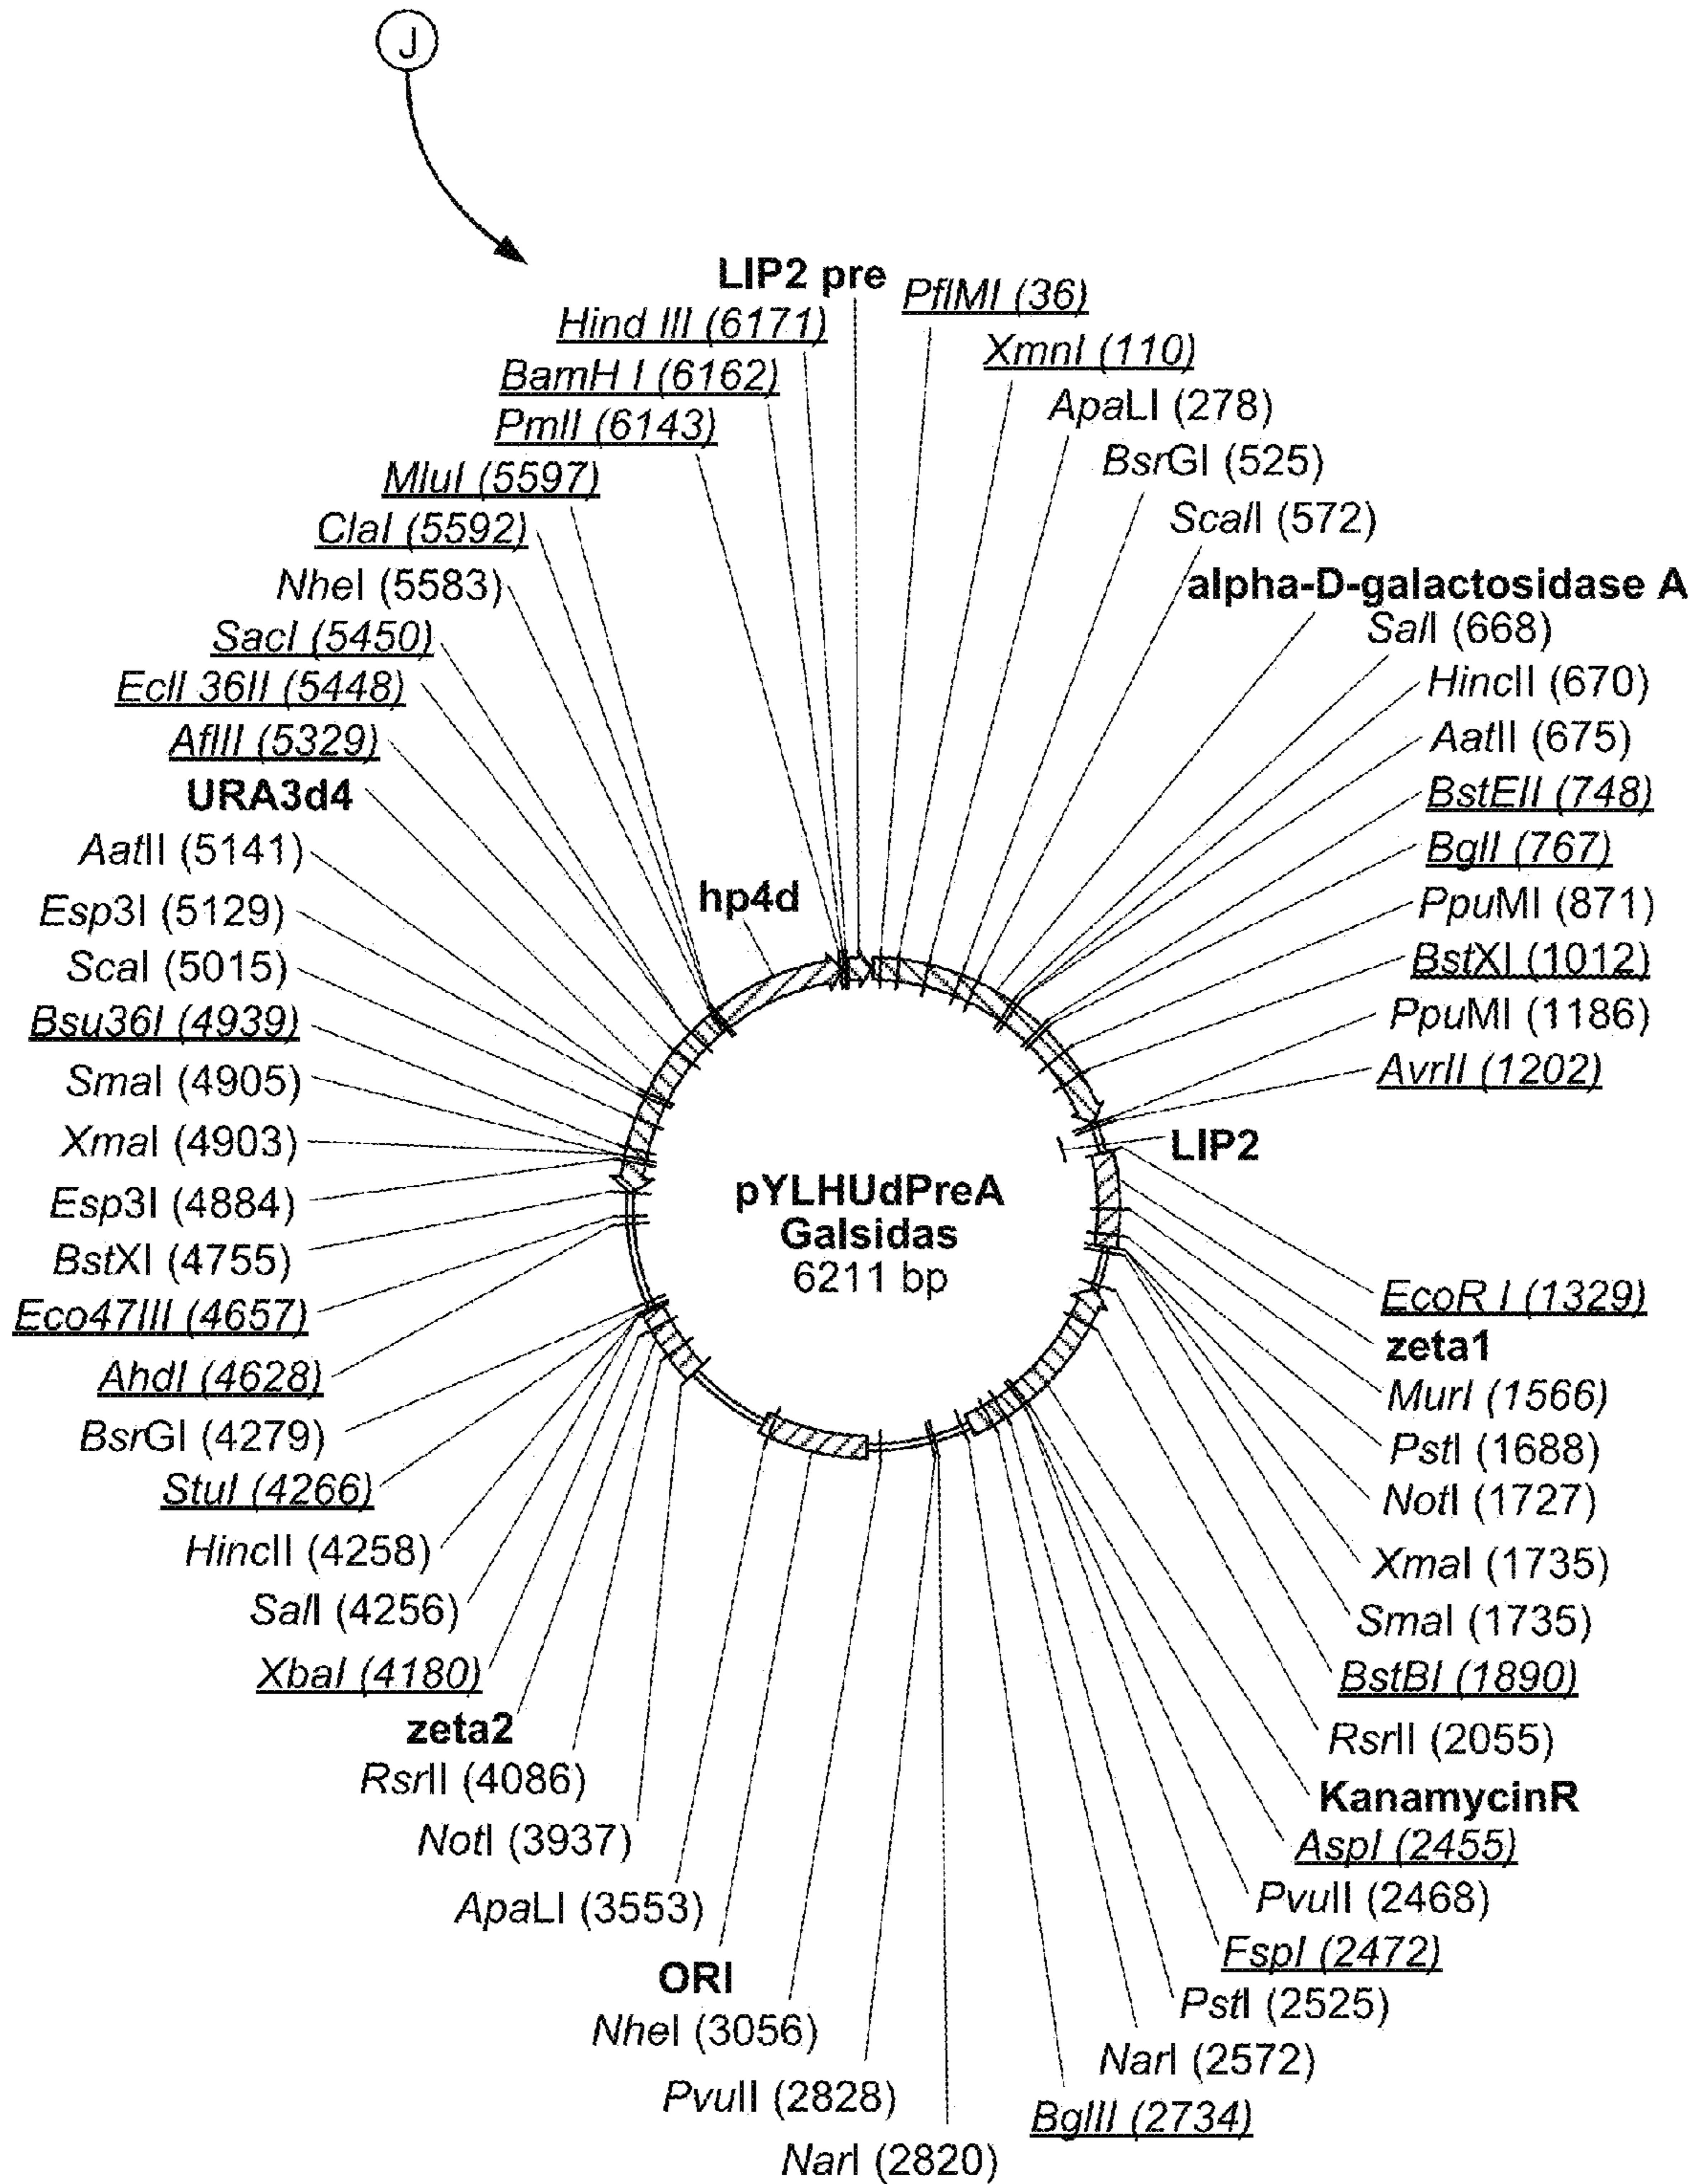 J
LIP2 pre
PflMI (36)
Hind III (6171)
XmnI (110)
BamH I (6162)
ApaLI (278)
PmlI (6143)
BsrGI (525)
MluI (5597)
ScaII (572)
ClaI (5592)
alpha-D-galactosidase A
NheI (5583)
SalI (668)
SacI (5450)
HincII (670)
EclI 36II (5448)
AatII (675)
AflII (5329)
BstEII (748)
URA3d4
BglI (767)
AatII (5141)
hp4d
PpuMI (871)
Esp3I (5129)
BstXI (1012)
ScaI (5015)
PpuMI (1186)
Bsu36I (4939)
AvrII (1202)
SmaI (4905)
LIP2
XmaI (4903)
pYLHUdPreA
Galsidas
6211 bp
Esp3I (4884)
BstXI (4755)
EcoR I (1329)
Eco47III (4657)
zeta1
AhdI (4628)
MurI (1566)
BsrGI (4279)
PstI (1688)
StuI (4266)
NotI (1727)
HincII (4258)
XmaI (1735)
SalI (4256)
SmaI (1735)
XbaI (4180)
BstBI (1890)
zeta2
RsrII (2055)
RsrII (4086)
KanamycinR
NotI (3937)
AspI (2455)
ApaLI (3553)
PvuII (2468)
ORI
FspI (2472)
NheI (3056)
PstI (2525)
PvuII (2828)
NarI (2572)
NarI (2820)
BglII (2734)